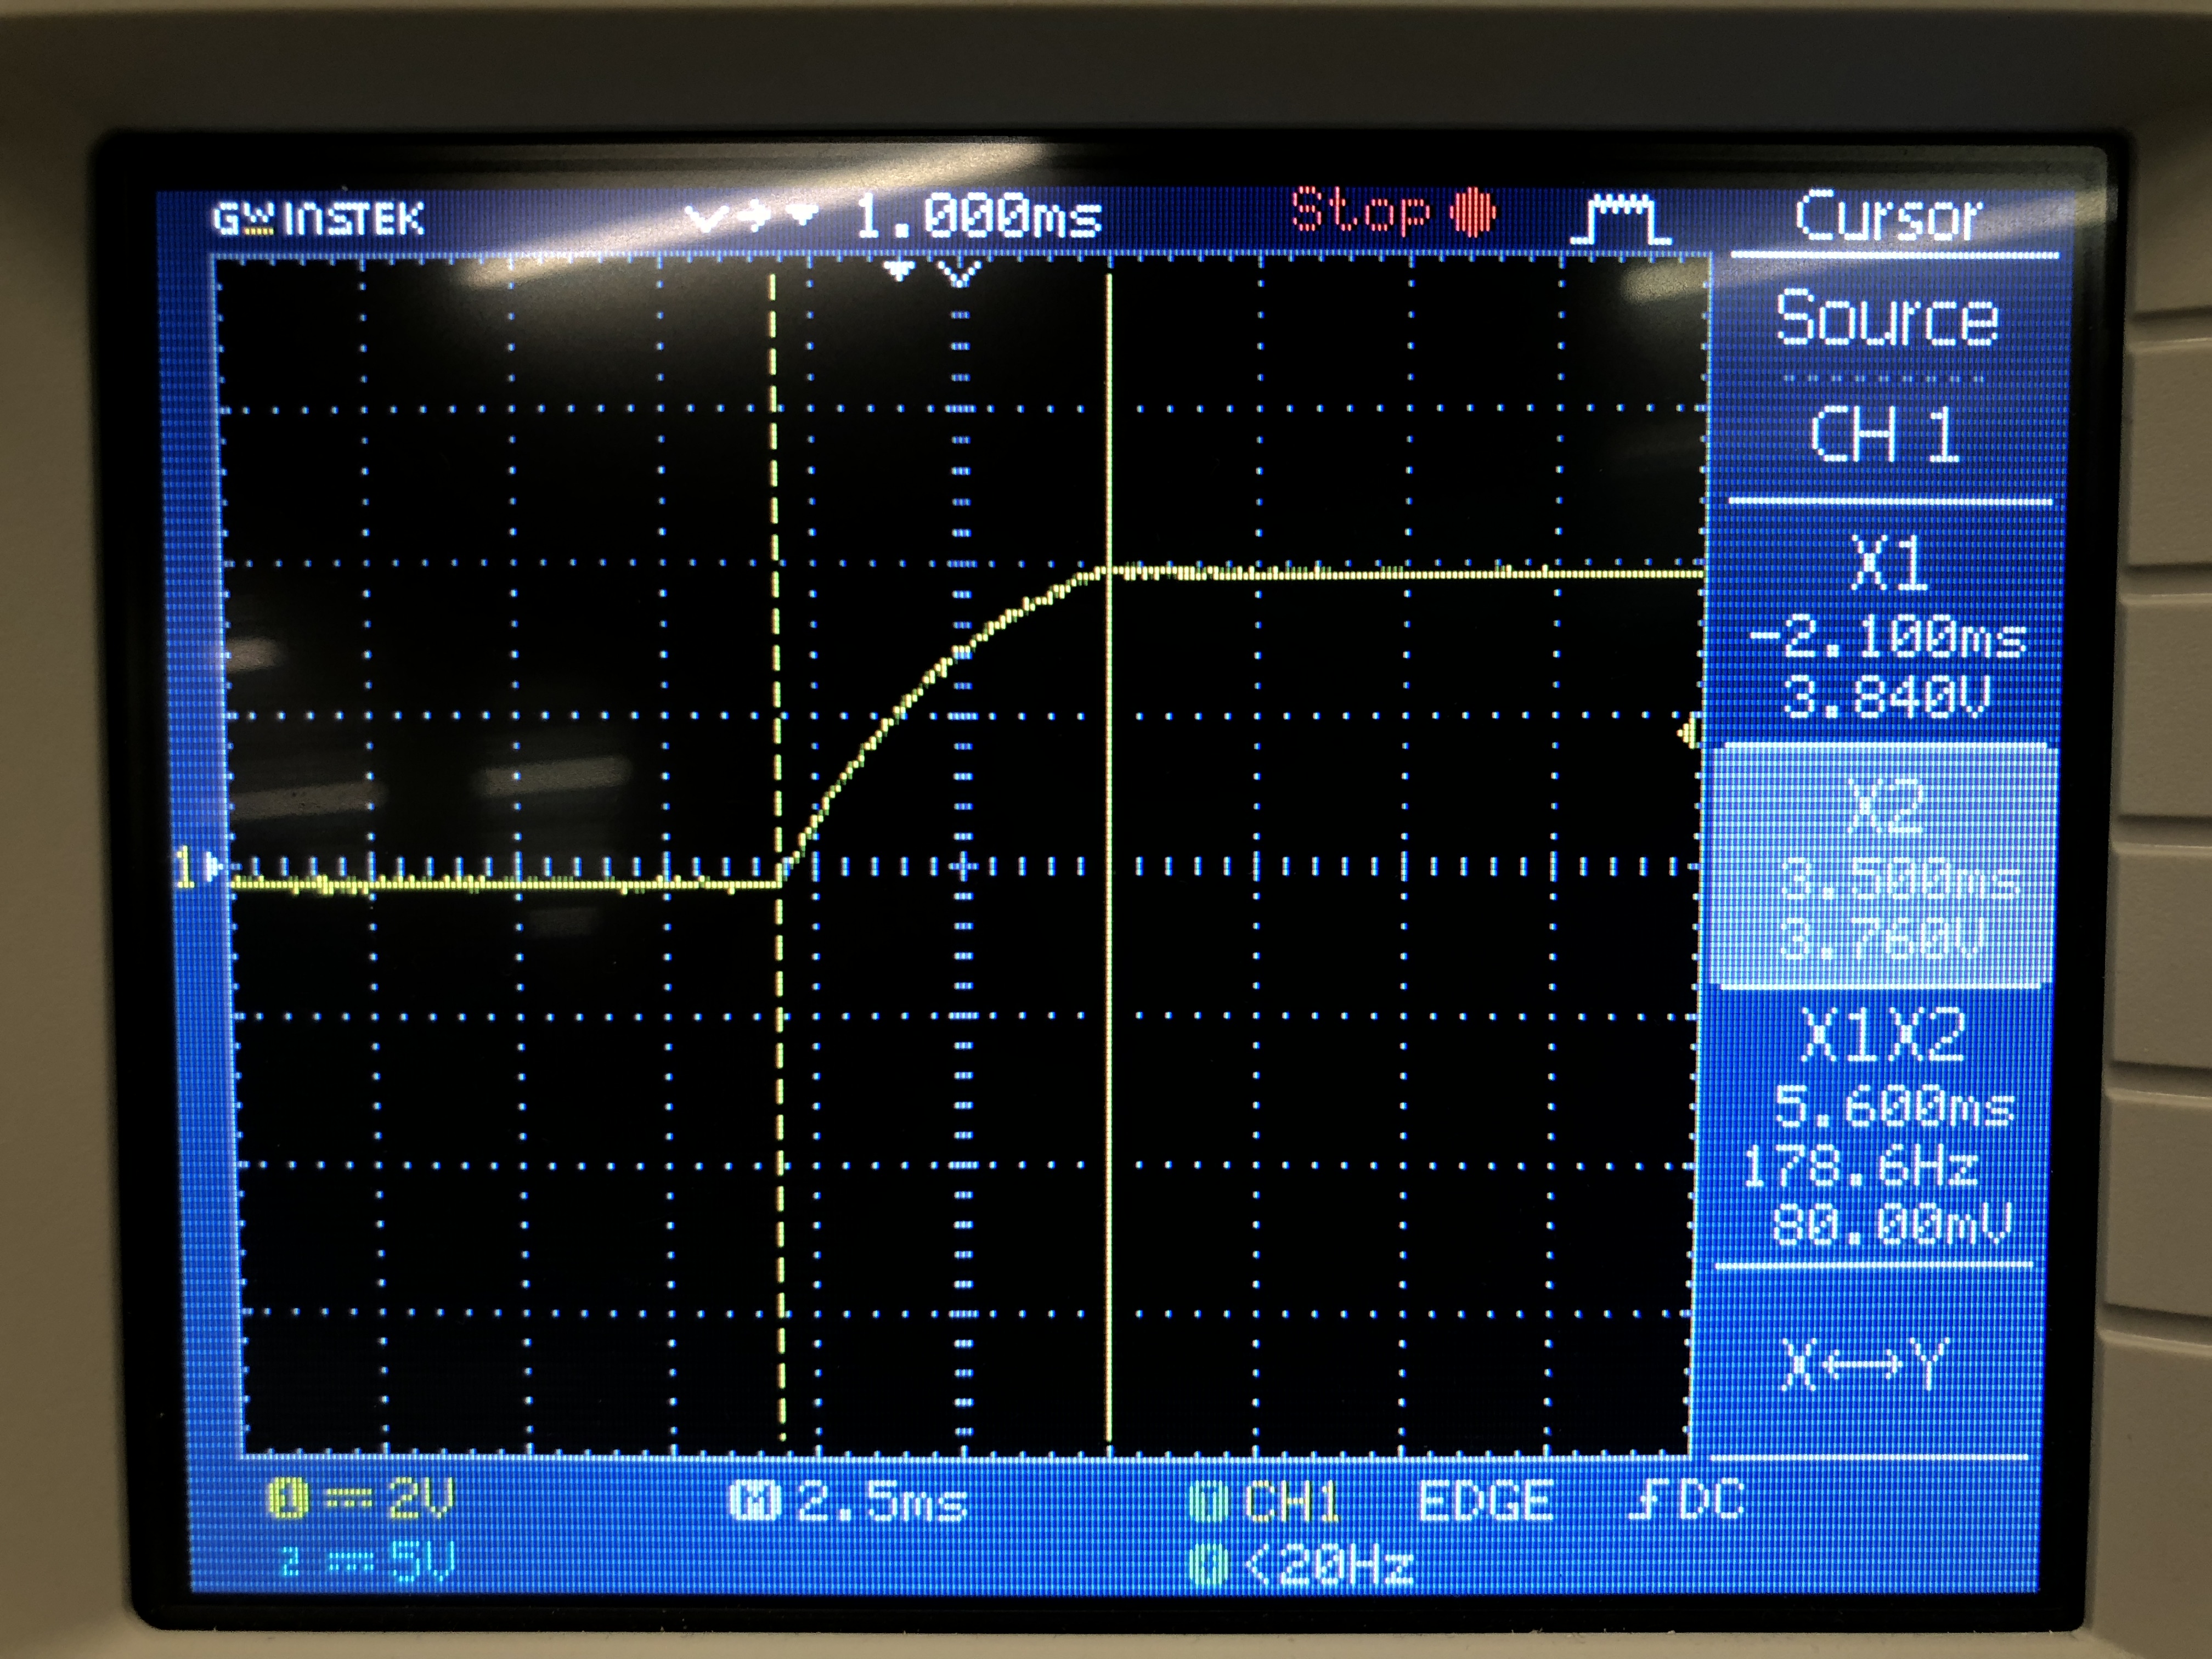 GW INSTEK 1.000ms Stop Cursor
Source
CH 1
X1
-2.100ms
3.840V
X2
3.500ms
3.760V
X1X2
5.600ms
178.6Hz
80.00mV
X↔Y
1
1 2V M 2.5ms CH1 EDGE DC
2 5V <20Hz